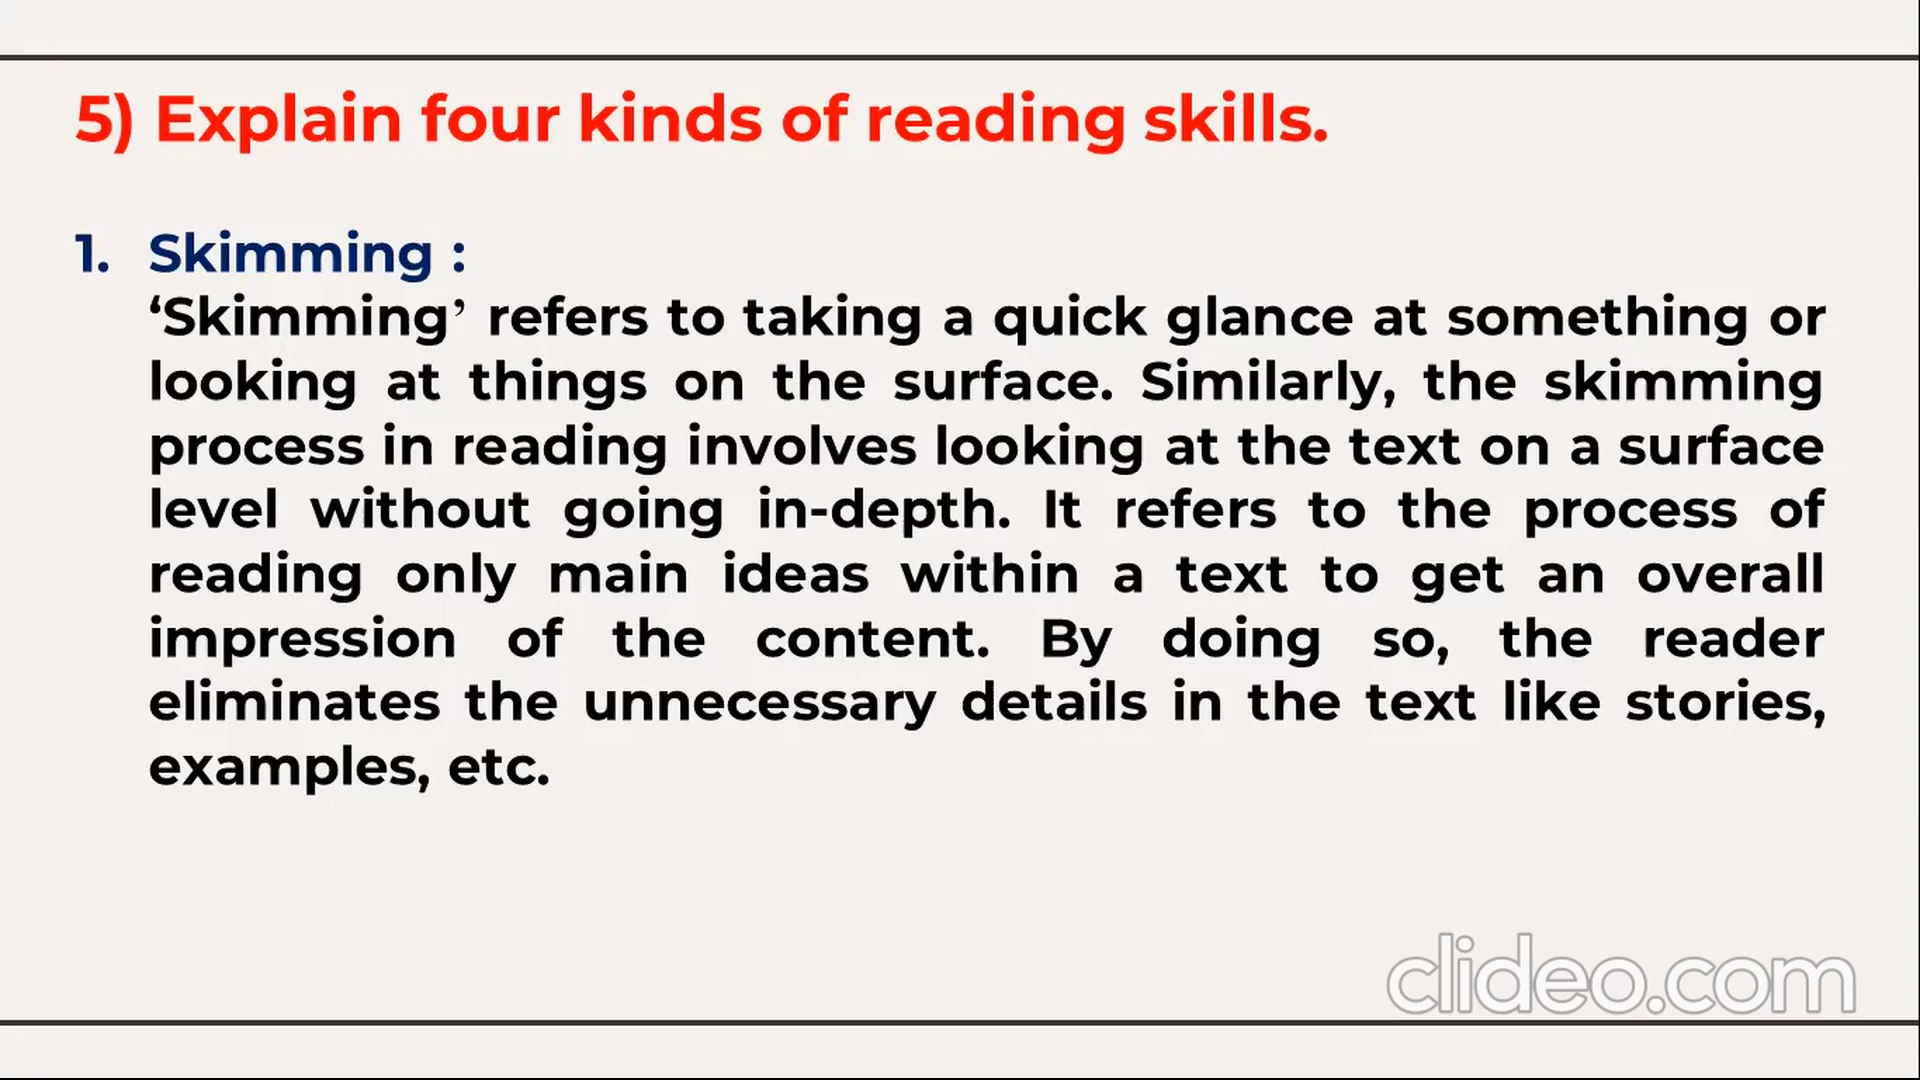 5) Explain four kinds of reading skills.
1. Skimming :
‘Skimming’ refers to taking a quick glance at something or
looking at things on the surface. Similarly, the skimming
process in reading involves looking at the text on a surface
level without going in-depth. It refers to the process of
reading only main ideas within a text to get an overall
impression of the content. By doing so, the reader
eliminates the unnecessary details in the text like stories,
examples, etc.
clideo.com